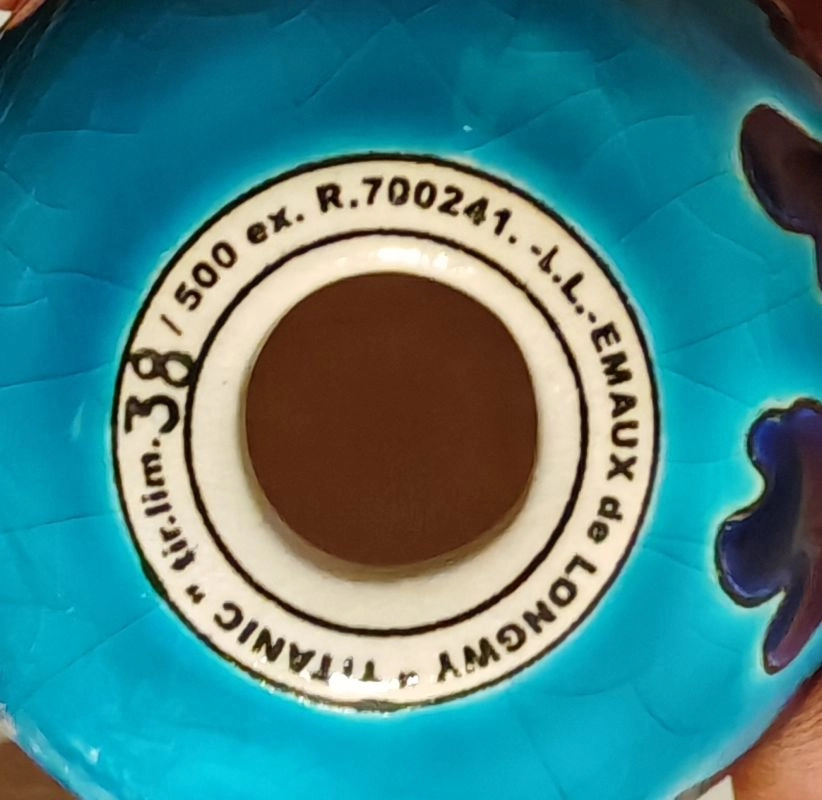 EMAUX de LONGWY " TITANIC " tir.lim. 38 / 500 ex. R.700241. -L.L.-